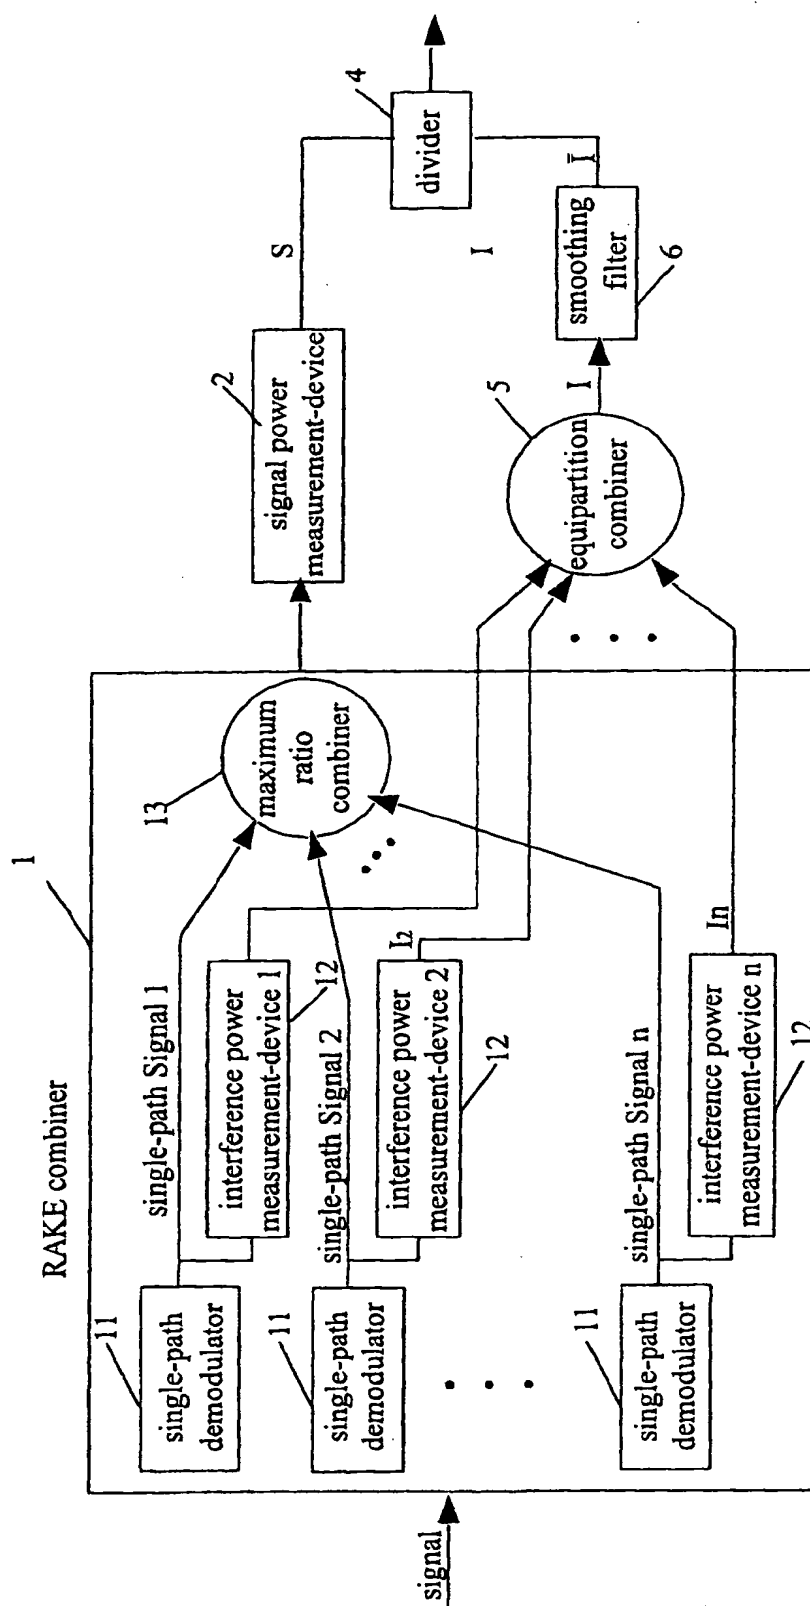 RAKE combiner
1
signal
11
single-path
demodulator
single-path Signal 1
interference power
measurement-device 1
12
11
single-path
demodulator
single-path Signal 2
interference power
measurement-device 2
12
I2
11
single-path
demodulator
single-path Signal n
interference power
measurement-device n
12
In
13
maximum
ratio
combiner
2
signal power
measurement-device
S
5
equipartition
combiner
I
smoothing
filter
6
Ī
I
4
divider